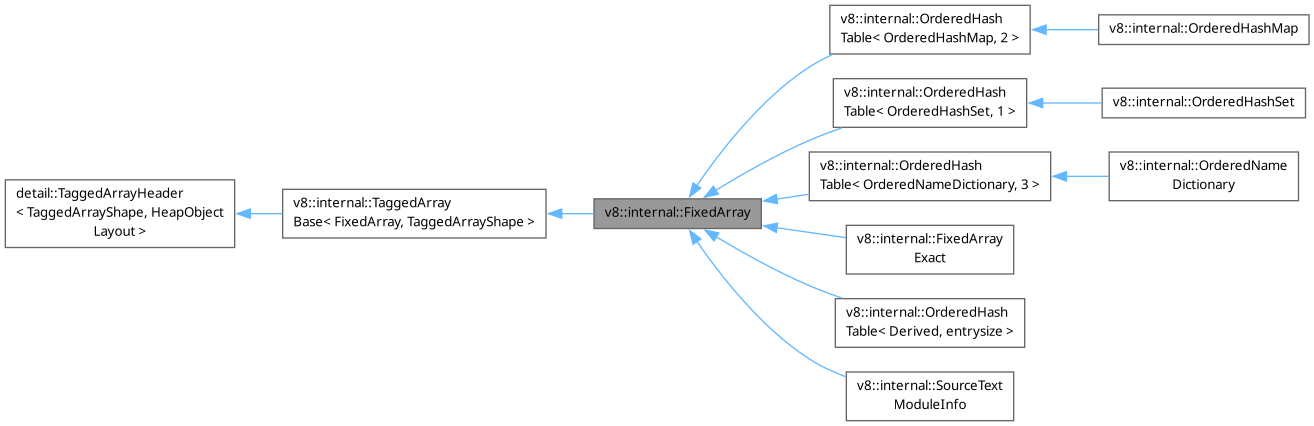 v8::internal::OrderedHash
Table< OrderedHashMap, 2 >
v8::internal::OrderedHashMap
v8::internal::OrderedHash
Table< OrderedHashSet, 1 >
v8::internal::OrderedHashSet
v8::internal::OrderedHash
Table< OrderedNameDictionary, 3 >
v8::internal::OrderedName
Dictionary
detail::TaggedArrayHeader
< TaggedArrayShape, HeapObject
Layout >
v8::internal::TaggedArray
Base< FixedArray, TaggedArrayShape >
v8::internal::FixedArray
v8::internal::FixedArray
Exact
v8::internal::OrderedHash
Table< Derived, entrysize >
v8::internal::SourceText
ModuleInfo